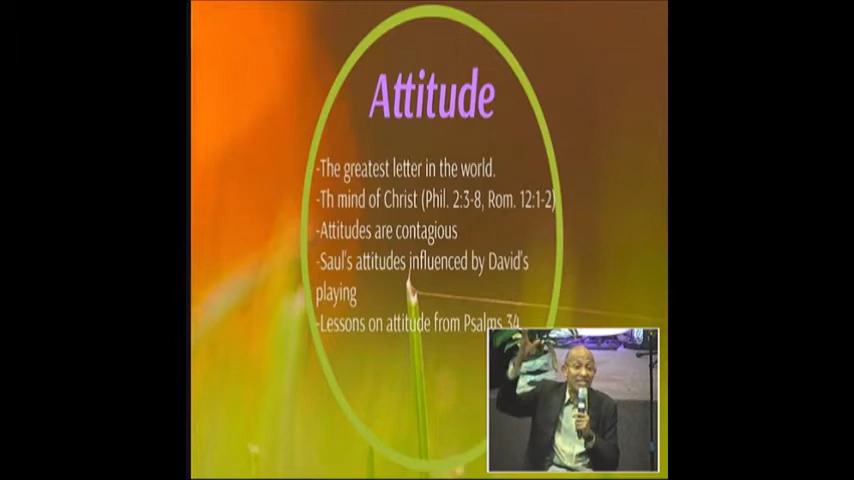 Attitude
-The greatest letter in the world.
-Th mind of Christ (Phil. 2:3-8, Rom. 12:1-2)
-Attitudes are contagious
-Saul's attitudes influenced by David's
playing
-Lessons on attitude from Psalms 34